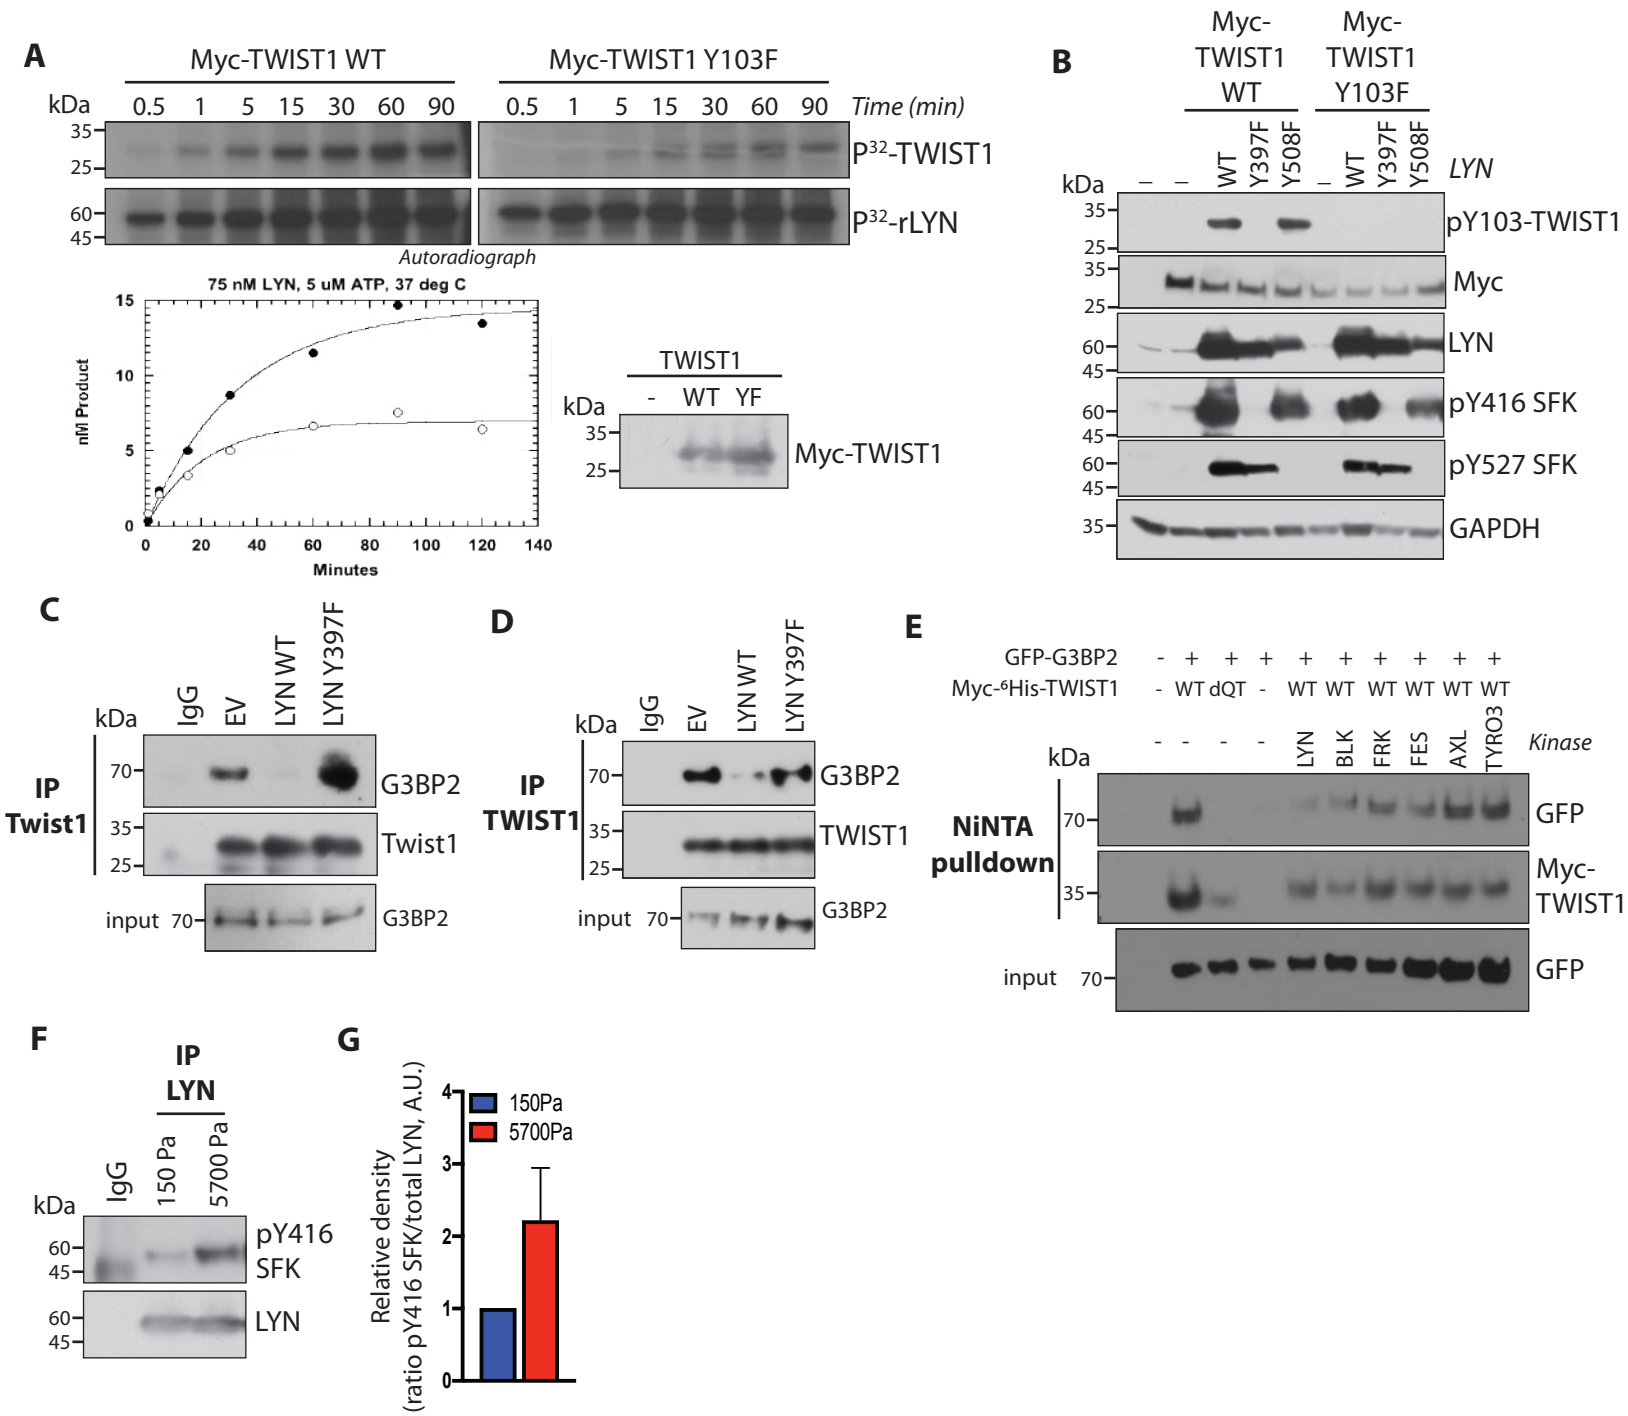 A
Myc-TWIST1 WT
Myc-TWIST1 Y103F
kDa 0.5 1 5 15 30 60 90 0.5 1 5 15 30 60 90 Time (min)
35
25
P32-TWIST1
60
45
P32-rLYN
Autoradiograph
75 nM LYN, 5 uM ATP, 37 deg C
nM Product
15
10
5
0
0 20 40 60 80 100 120 140
Minutes
TWIST1
- WT YF
kDa
35
25
Myc-TWIST1
B
Myc-
TWIST1
WT
Myc-
TWIST1
Y103F
kDa – – WT Y397F Y508F – WT Y397F Y508F LYN
35
25
pY103-TWIST1
35
25
Myc
60
45
LYN
60
45
pY416 SFK
60
45
pY527 SFK
35
GAPDH
C
IgG EV LYN WT LYN Y397F
kDa
IP
Twist1
70
G3BP2
35
25
Twist1
input 70 G3BP2
D
IgG EV LYN WT LYN Y397F
kDa
IP
TWIST1
70
G3BP2
35
25
TWIST1
input 70 G3BP2
E
GFP-G3BP2 - + + + + + + + + +
Myc-6His-TWIST1 - WT dQT - WT WT WT WT WT WT
- - - - LYN BLK FRK FES AXL TYRO3 Kinase
kDa
NiNTA
pulldown
70
GFP
35
Myc-
TWIST1
input 70 GFP
F
IP
LYN
IgG 150 Pa 5700 Pa
kDa
60
45
pY416
SFK
60
45
LYN
G
Relative density
(ratio pY416 SFK/total LYN, A.U.)
4
3
2
1
0
150Pa
5700Pa